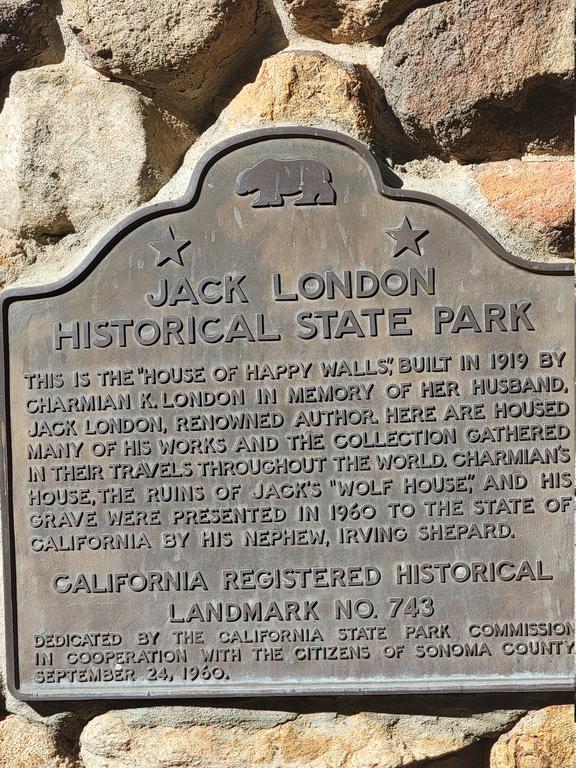 JACK LONDON
HISTORICAL STATE PARK
THIS IS THE "HOUSE OF HAPPY WALLS," BUILT IN 1919 BY
CHARMIAN K. LONDON IN MEMORY OF HER HUSBAND,
JACK LONDON, RENOWNED AUTHOR. HERE ARE HOUSED
MANY OF HIS WORKS AND THE COLLECTION GATHERED
IN THEIR TRAVELS THROUGHOUT THE WORLD. CHARMIAN'S
HOUSE, THE RUINS OF JACK'S "WOLF HOUSE," AND HIS
GRAVE WERE PRESENTED IN 1960 TO THE STATE OF
CALIFORNIA BY HIS NEPHEW, IRVING SHEPARD.
CALIFORNIA REGISTERED HISTORICAL
LANDMARK NO. 743
DEDICATED BY THE CALIFORNIA STATE PARK COMMISSION
IN COOPERATION WITH THE CITIZENS OF SONOMA COUNTY
SEPTEMBER 24, 1960.